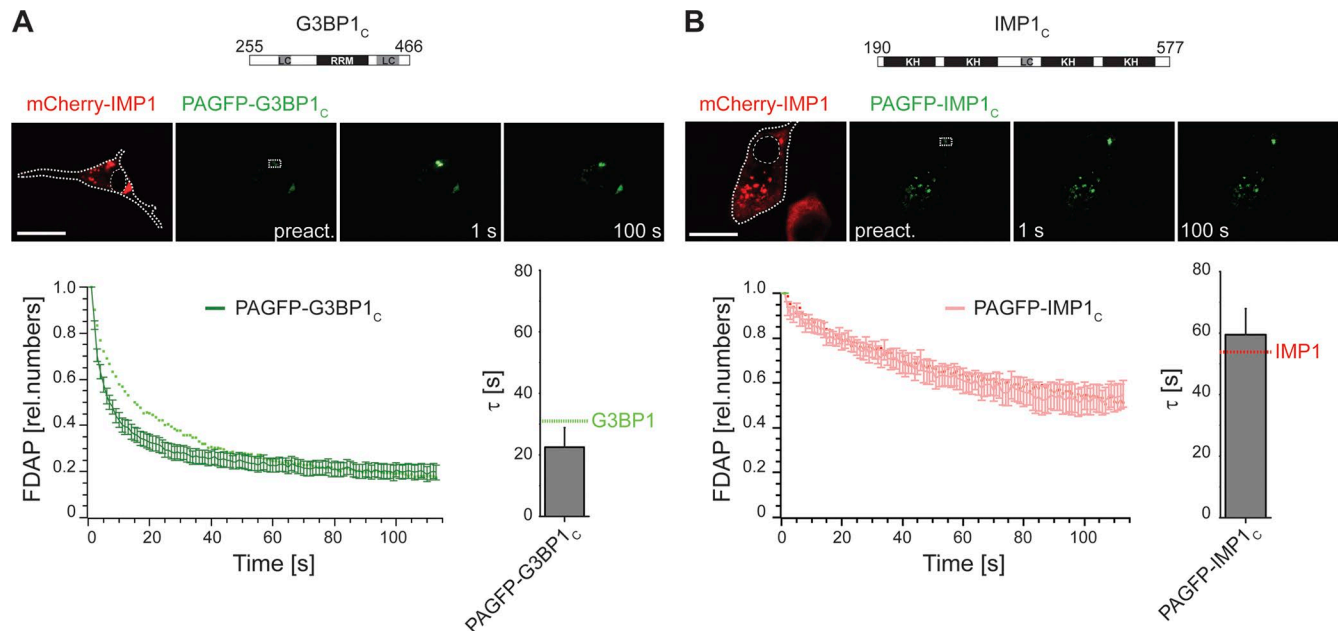 A
G3BP1C
255 466
LC RRM LC
mCherry-IMP1 PAGFP-G3BP1C
preact. 1 s 100 s
FDAP [rel.numbers]
1.0
0.8
0.6
0.4
0.2
0
PAGFP-G3BP1C
0 20 40 60 80 100
Time [s]
τ [s]
80
60
40
20
0
G3BP1
PAGFP-G3BP1C
B
IMP1C
190 577
KH KH LC KH KH
mCherry-IMP1 PAGFP-IMP1C
preact. 1 s 100 s
FDAP [rel.numbers]
1.0
0.8
0.6
0.4
0.2
0
PAGFP-IMP1C
0 20 40 60 80 100
Time [s]
τ [s]
80
60
40
20
0
IMP1
PAGFP-IMP1C